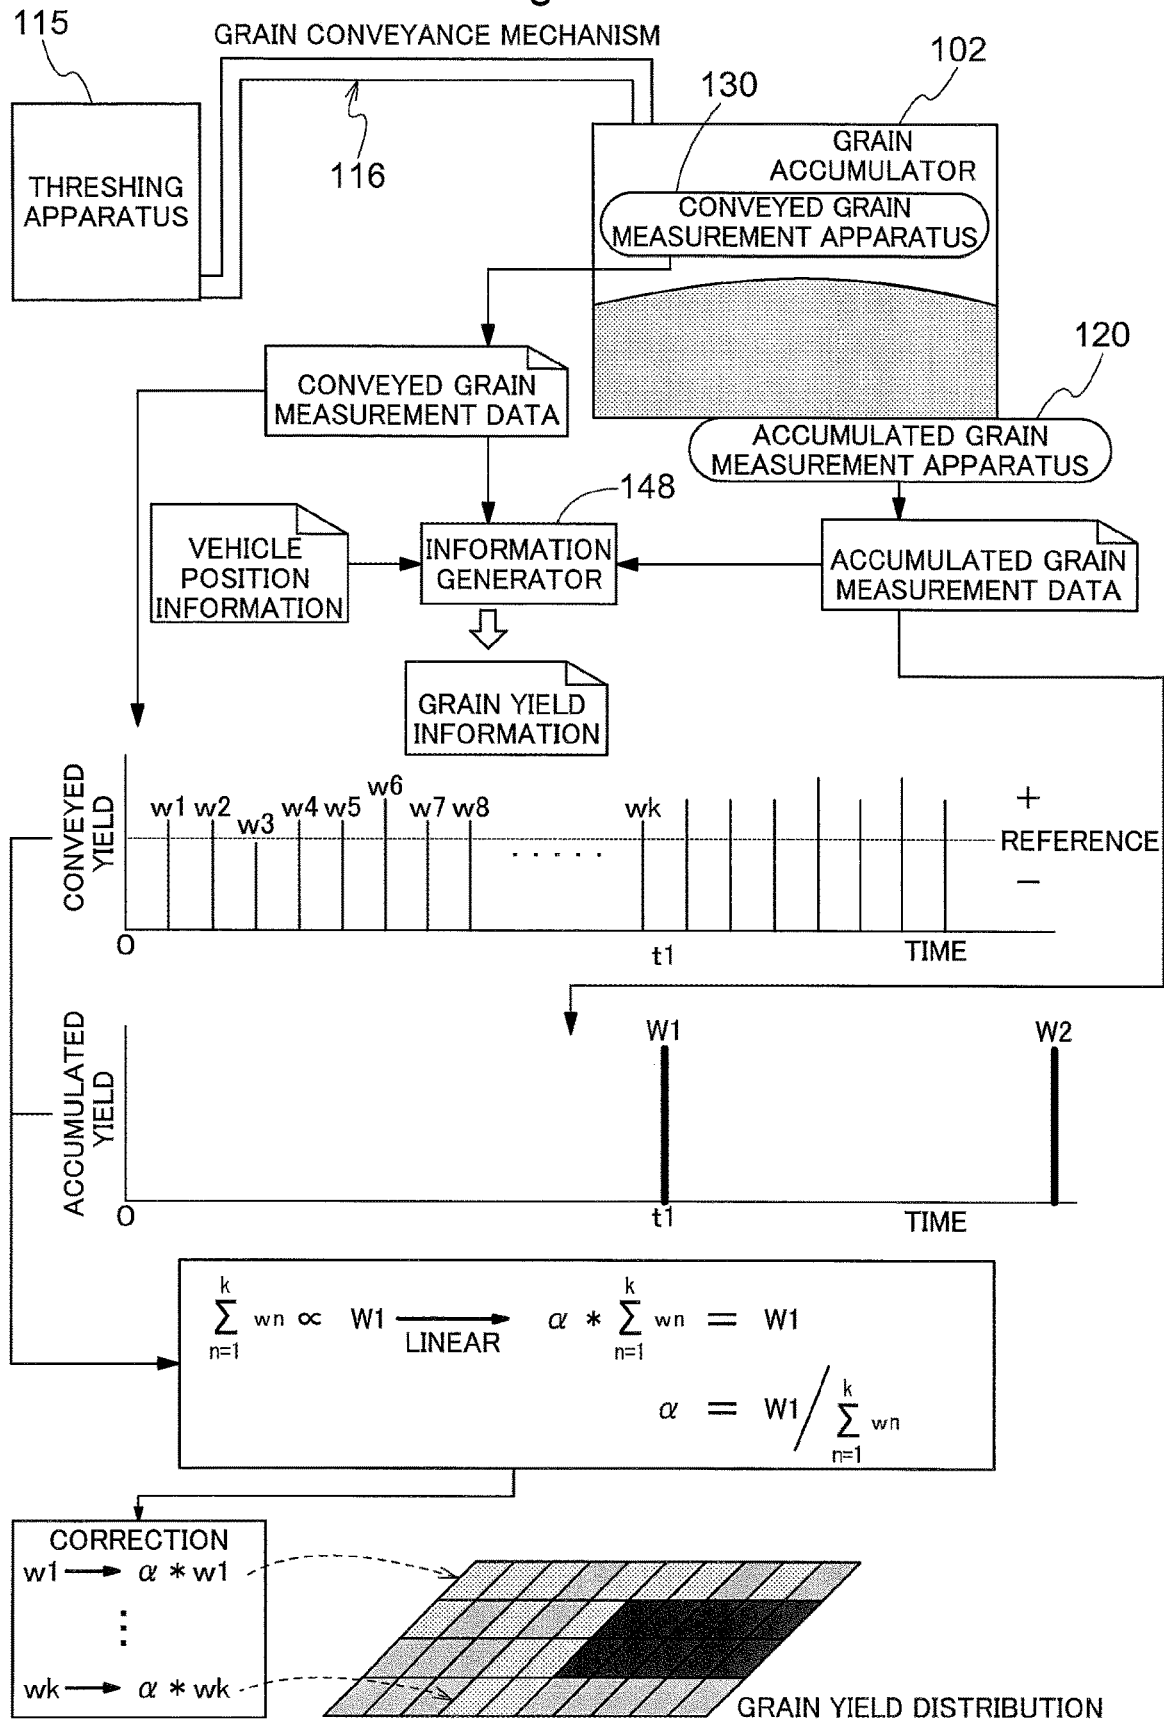 g
115
GRAIN CONVEYANCE MECHANISM
102
130
116
THRESHING
APPARATUS
GRAIN
ACCUMULATOR
CONVEYED GRAIN
MEASUREMENT APPARATUS
120
CONVEYED GRAIN
MEASUREMENT DATA
ACCUMULATED GRAIN
MEASUREMENT APPARATUS
148
VEHICLE
POSITION
INFORMATION
INFORMATION
GENERATOR
ACCUMULATED GRAIN
MEASUREMENT DATA
GRAIN YIELD
INFORMATION
CONVEYED
YIELD
w1 w2 w3 w4 w5 w6 w7 w8 ..... wk
+
REFERENCE
−
0 t1 TIME
ACCUMULATED
YIELD
W1 W2
0 t1 TIME
k
∑ wn ∝ W1
n=1
LINEAR
k
α * ∑ wn = W1
n=1
k
α = W1 / ∑ wn
n=1
CORRECTION
w1 → α * w1
⋮
wk → α * wk
GRAIN YIELD DISTRIBUTION